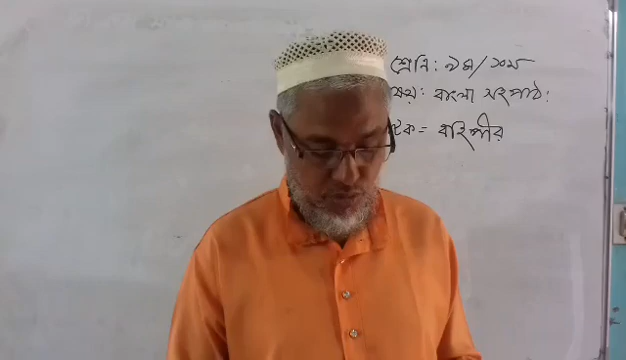 শ্রেনি: ৯ম/১০ম
বাংলা সহপাঠ।
= বহিপীর